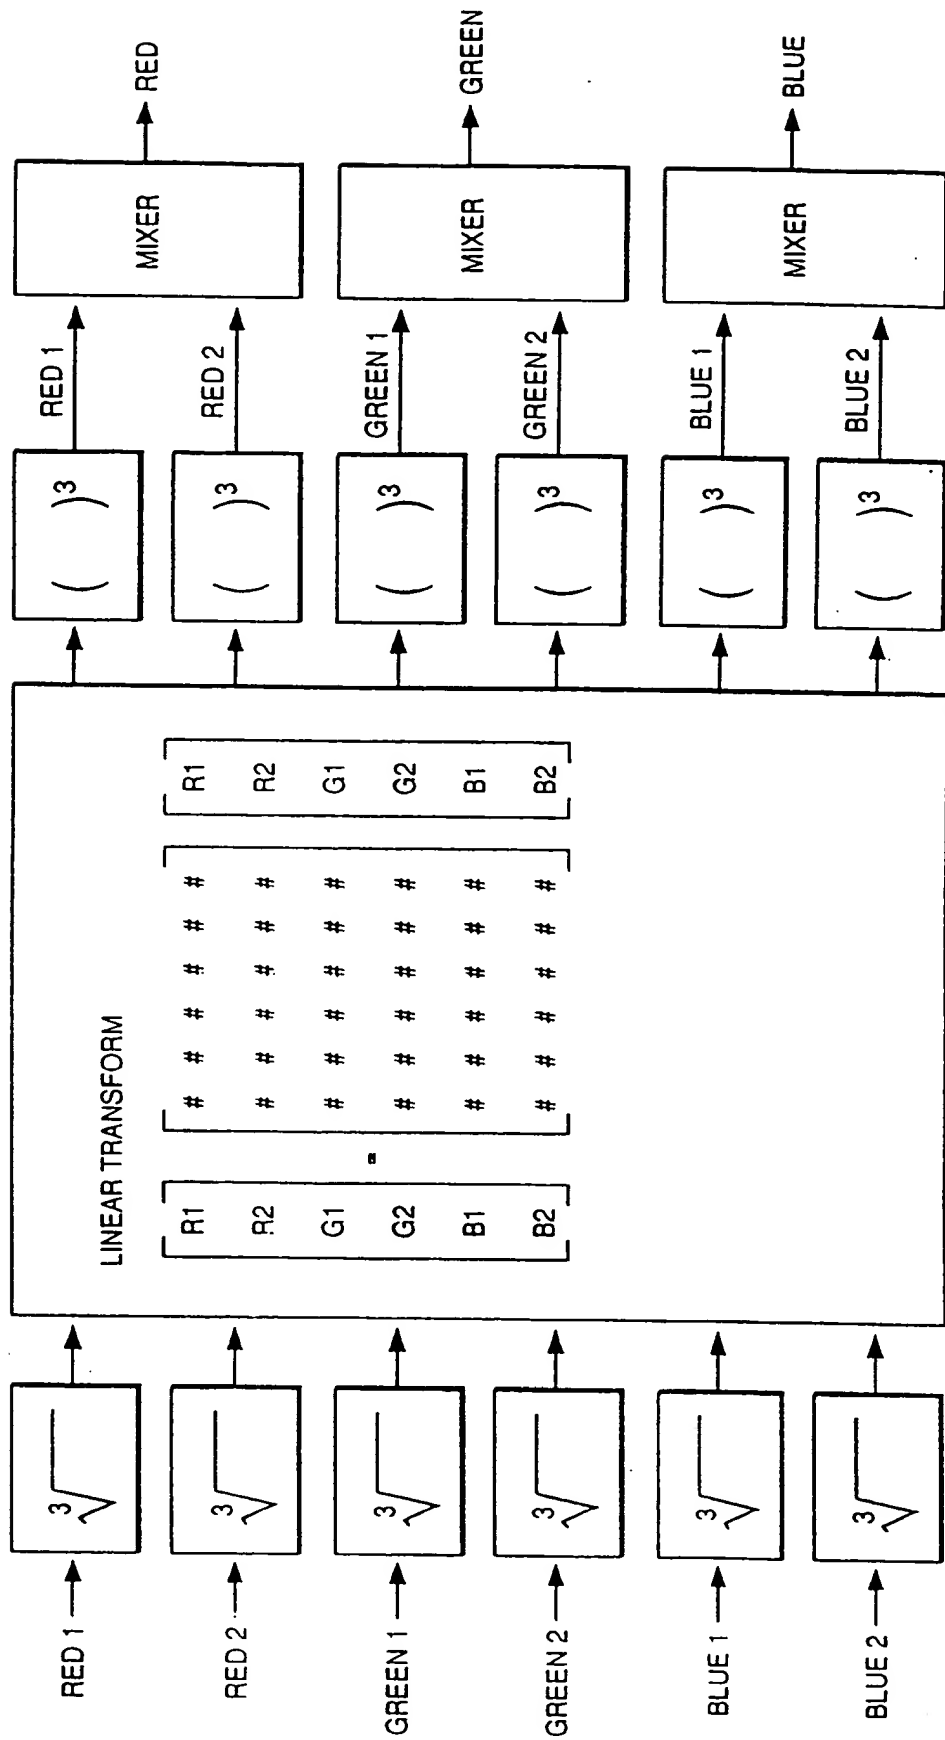 RED 1
RED 2
GREEN 1
GREEN 2
BLUE 1
BLUE 2
3√
3√
3√
3√
3√
3√
LINEAR TRANSFORM
R1 = # # # # # # R1
R2 # # # # # # R2
G1 # # # # # # G1
G2 # # # # # # G2
B1 # # # # # # B1
B2 # # # # # # B2
( )3
( )3
( )3
( )3
( )3
( )3
RED 1
RED 2
GREEN 1
GREEN 2
BLUE 1
BLUE 2
MIXER
MIXER
MIXER
RED
GREEN
BLUE